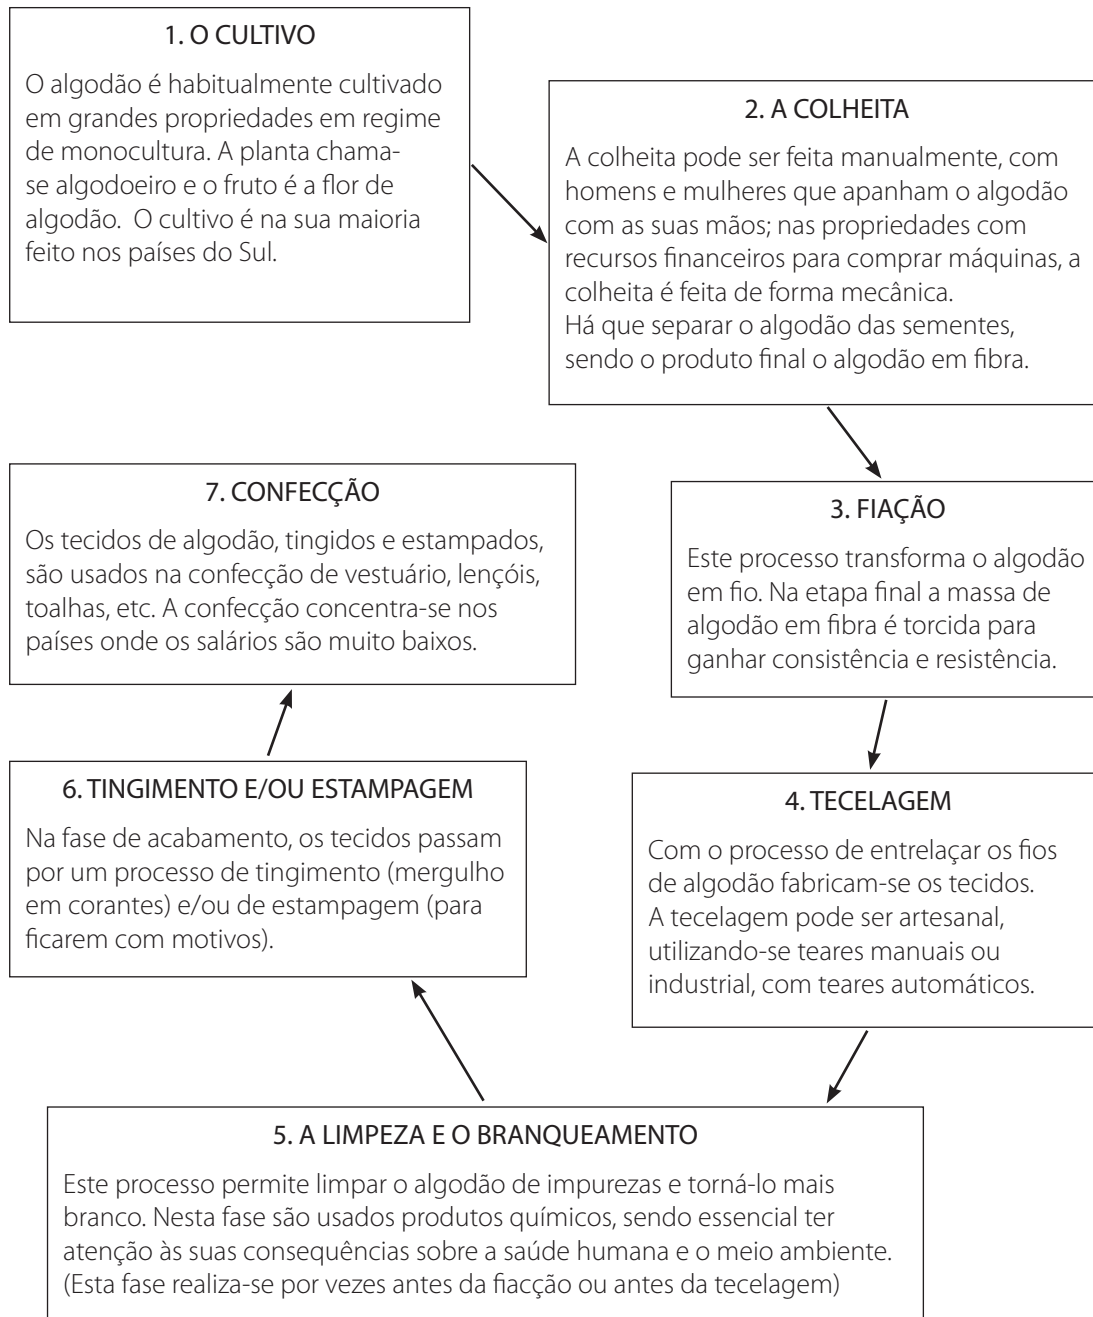 1. O CULTIVO
O algodão é habitualmente cultivado
em grandes propriedades em regime
de monocultura. A planta chama-
se algodoeiro e o fruto é a flor de
algodão. O cultivo é na sua maioria
feito nos países do Sul.
2. A COLHEITA
A colheita pode ser feita manualmente, com
homens e mulheres que apanham o algodão
com as suas mãos; nas propriedades com
recursos financeiros para comprar máquinas, a
colheita é feita de forma mecânica.
Há que separar o algodão das sementes,
sendo o produto final o algodão em fibra.
3. FIAÇÃO
Este processo transforma o algodão
em fio. Na etapa final a massa de
algodão em fibra é torcida para
ganhar consistência e resistência.
4. TECELAGEM
Com o processo de entrelaçar os fios
de algodão fabricam-se os tecidos.
A tecelagem pode ser artesanal,
utilizando-se teares manuais ou
industrial, com teares automáticos.
5. A LIMPEZA E O BRANQUEAMENTO
Este processo permite limpar o algodão de impurezas e torná-lo mais
branco. Nesta fase são usados produtos químicos, sendo essencial ter
atenção às suas consequências sobre a saúde humana e o meio ambiente.
(Esta fase realiza-se por vezes antes da fiacção ou antes da tecelagem)
6. TINGIMENTO E/OU ESTAMPAGEM
Na fase de acabamento, os tecidos passam
por um processo de tingimento (mergulho
em corantes) e/ou de estampagem (para
ficarem com motivos).
7. CONFECÇÃO
Os tecidos de algodão, tingidos e estampados,
são usados na confecção de vestuário, lençóis,
toalhas, etc. A confecção concentra-se nos
países onde os salários são muito baixos.